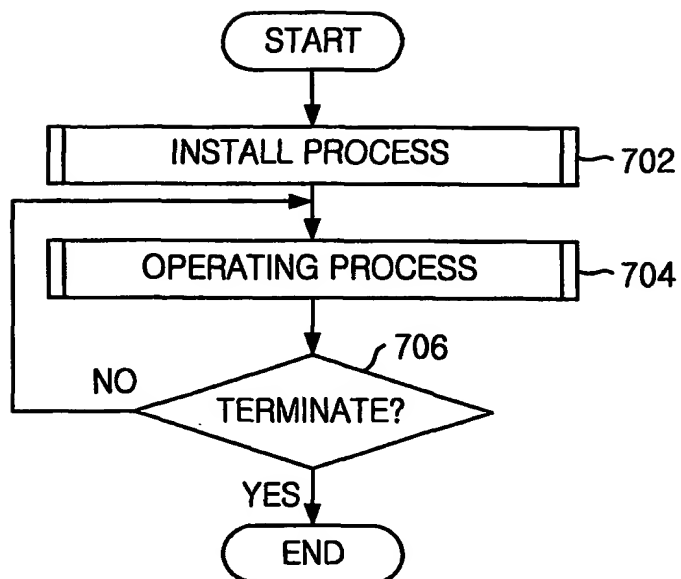 START
INSTALL PROCESS
702
OPERATING PROCESS
704
706
NO
TERMINATE?
YES
END